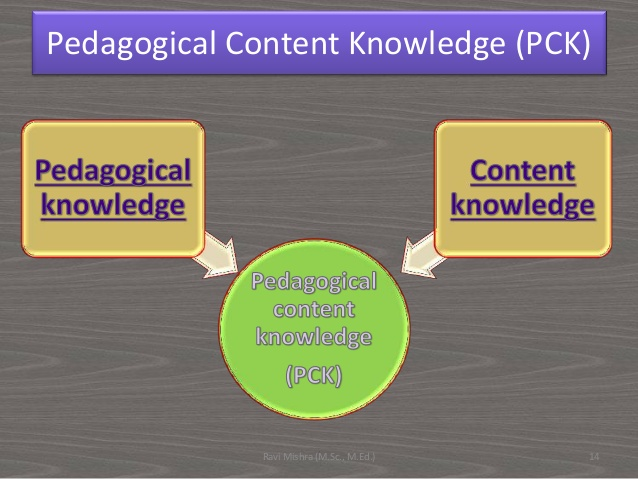 Pedagogical Content Knowledge (PCK)
Pedagogical
knowledge
Content
knowledge
Pedagogical
content
knowledge
(PCK)
Ravi Mishra (M.Sc., M.Ed.)
14